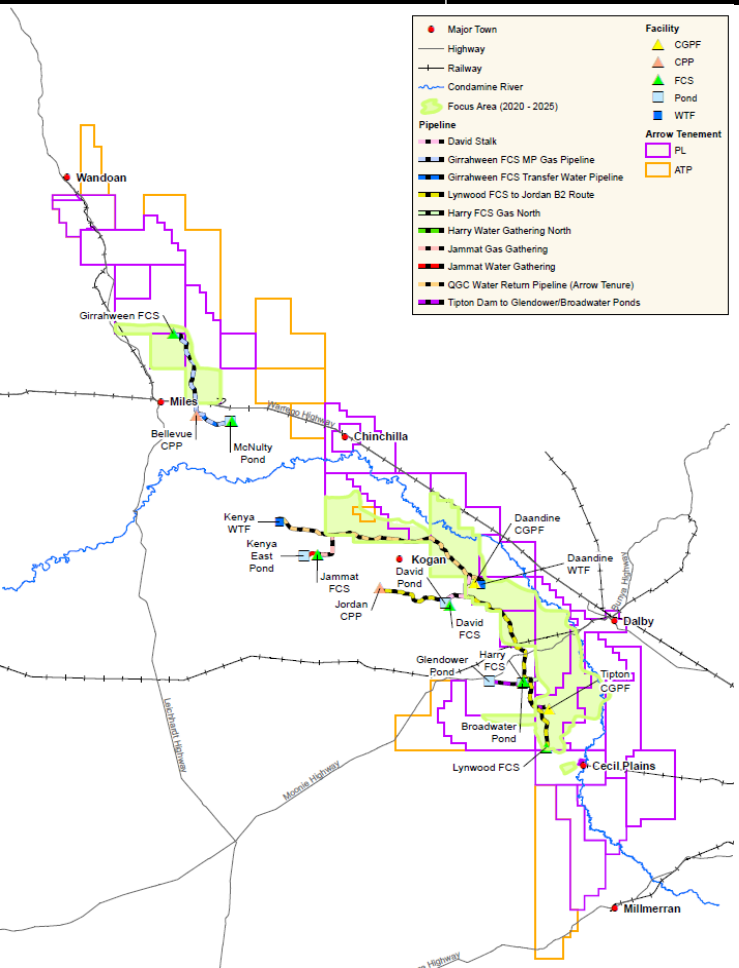 Major Town
Highway
Railway
Condamine River
Focus Area (2020 - 2025)
Pipeline
David Stalk
Girrahween FCS MP Gas Pipeline
Girrahween FCS Transfer Water Pipeline
Lynwood FCS to Jordan B2 Route
Harry FCS Gas North
Harry Water Gathering North
Jammat Gas Gathering
Jammat Water Gathering
QGC Water Return Pipeline (Arrow Tenure)
Tipton Dam to Glendower/Broadwater Ponds
Facility
CGPF
CPP
FCS
Pond
WTF
Arrow Tenement
PL
ATP
Wandoan
Girrahween FCS
Miles
Warrego Highway
Bellevue
CPP
McNulty
Pond
Chinchilla
Kenya
WTF
Daandine
CGPF
Kenya
East
Pond
Jammat
FCS
Kogan
David
Pond
Daandine
WTF
Jordan
CPP
David
FCS
Bunya Highway
Dalby
Glendower
Pond
Harry
FCS
Tipton
CGPF
Broadwater
Pond
Lynwood FCS
Cecil Plains
Leichhardt Highway
Moonie Highway
Millmerran
Highway